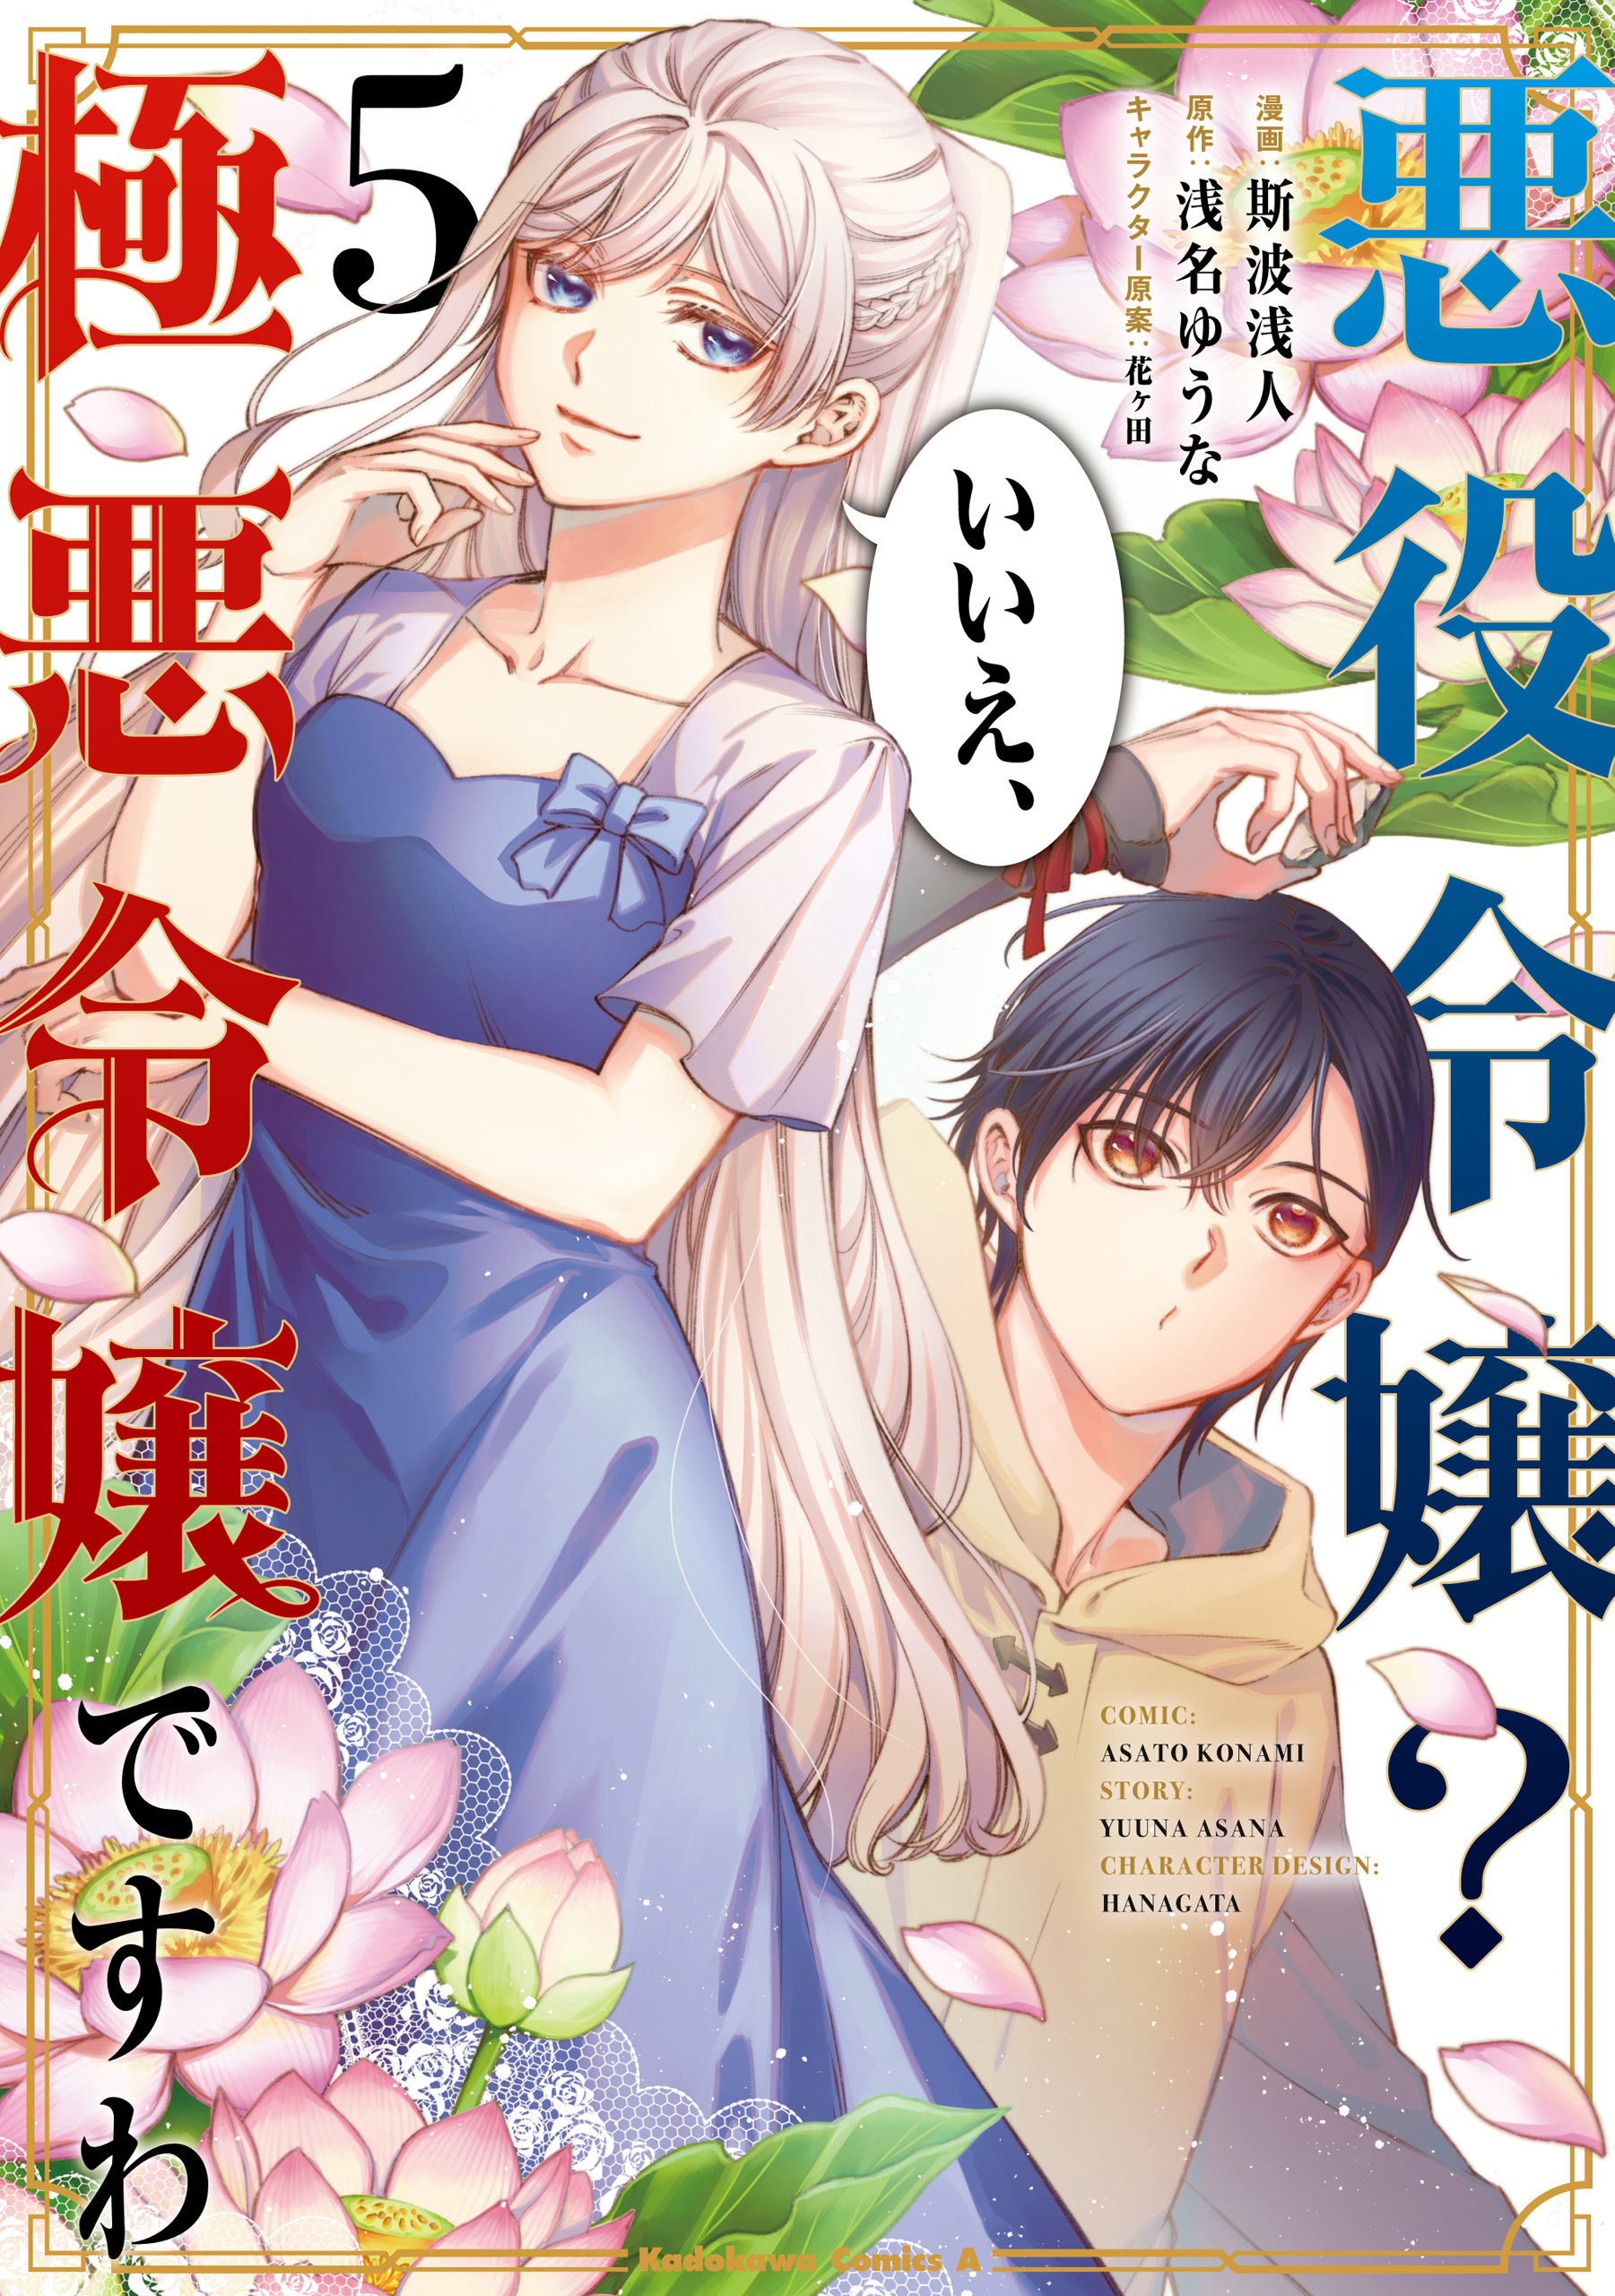 悪役令嬢?
漫画:斯波浅人
原作:浅名ゆうな
キャラクター原案:花ヶ田
いいえ、
5
極悪令嬢ですわ
COMIC:
ASATO KONAMI
STORY:
YUUNA ASANA
CHARACTER DESIGN:
HANAGATA
Kadokawa Comics A